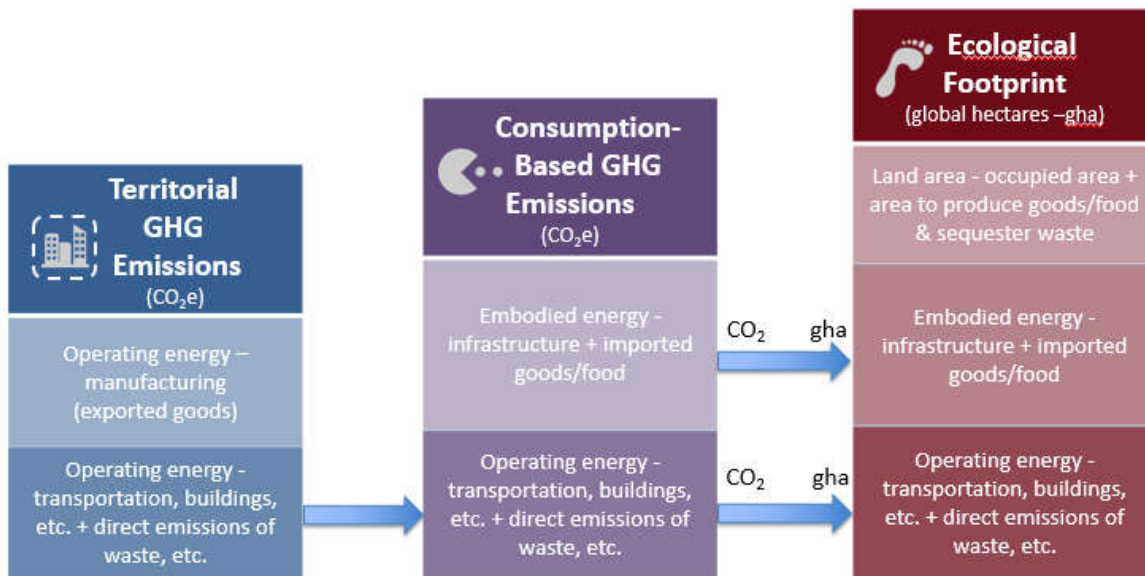 Territorial
GHG
Emissions
(CO₂e)
Operating energy –
manufacturing
(exported goods)
Operating energy -
transportation, buildings,
etc. + direct emissions of
waste, etc.
Consumption-
Based GHG
Emissions
(CO₂e)
Embodied energy -
infrastructure + imported
goods/food
Operating energy -
transportation, buildings,
etc. + direct emissions of
waste, etc.
CO₂ gha
CO₂ gha
Ecological
Footprint
(global hectares –gha)
Land area - occupied area +
area to produce goods/food
& sequester waste
Embodied energy -
infrastructure + imported
goods/food
Operating energy -
transportation, buildings,
etc. + direct emissions of
waste, etc.